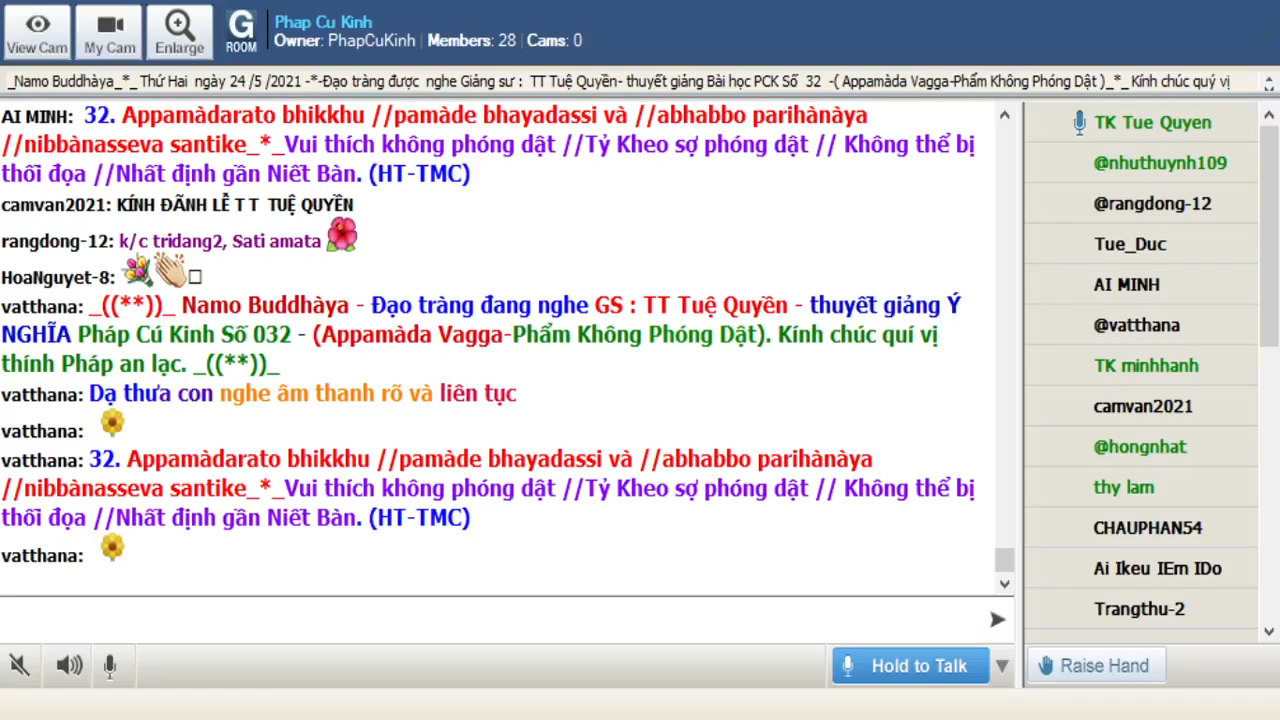 View Cam
My Cam
Enlarge
G
ROOM
Phap Cu Kinh
Owner: PhapCuKinh | Members: 28 | Cams: 0
_Namo Buddhàya_*_ Thứ Hai ngày 24 /5 /2021 -*-Đạo tràng được nghe Giảng sư : TT Tuệ Quyền- thuyết giảng Bài học PCK Số 32 -( Appamàda Vagga-Phẩm Không Phóng Dật )_*_ Kính chúc quý vị
AI MINH: 32. Appamàdarato bhikkhu //pamàde bhayadassi và //abhabbo parihànàya
//nibbànasseva santike_*_Vui thích không phóng dật //Tỷ Kheo sợ phóng dật // Không thể bị
thối đọa //Nhất định gần Niết Bàn. (HT-TMC)
camvan2021: KÍNH ĐÃNH LỄ T T TUỆ QUYỀN
rangdong-12: k/c tridang2, Sati amata
HoaNguyet-8:
vatthana: _((**))_ Namo Buddhàya - Đạo tràng đang nghe GS : TT Tuệ Quyền - thuyết giảng Ý
NGHĨA Pháp Cú Kinh Số 032 - (Appamàda Vagga-Phẩm Không Phóng Dật). Kính chúc quí vị
thính Pháp an lạc. _((**))_
vatthana: Dạ thưa con nghe âm thanh rõ và liên tục
vatthana:
vatthana: 32. Appamàdarato bhikkhu //pamàde bhayadassi và //abhabbo parihànàya
//nibbànasseva santike_*_Vui thích không phóng dật //Tỷ Kheo sợ phóng dật // Không thể bị
thối đọa //Nhất định gần Niết Bàn. (HT-TMC)
vatthana:
TK Tue Quyen
@nhuthuynh109
@rangdong-12
Tue_Duc
AI MINH
@vatthana
TK minhhanh
camvan2021
@hongnhat
thy lam
CHAUPHAN54
Ai Ikeu IEm IDo
Trangthu-2
Hold to Talk
Raise Hand